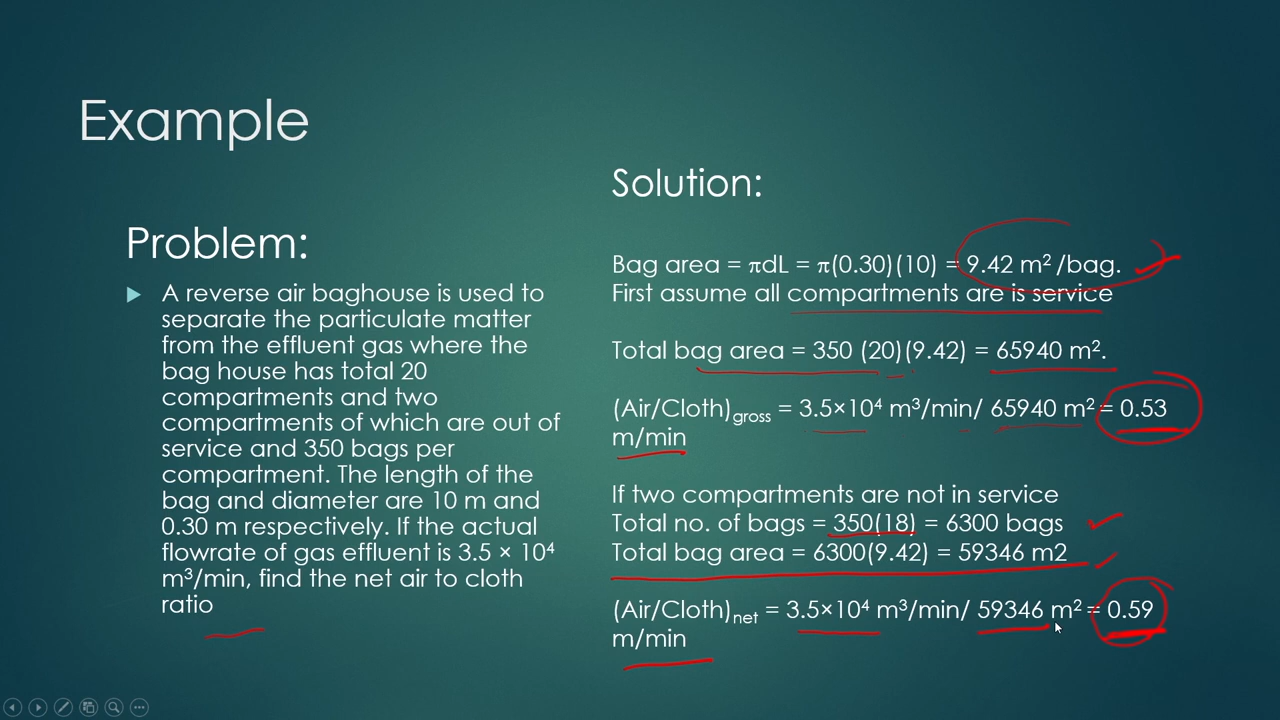 Example
Problem:
A reverse air baghouse is used to
separate the particulate matter
from the effluent gas where the
bag house has total 20
compartments and two
compartments of which are out of
service and 350 bags per
compartment. The length of the
bag and diameter are 10 m and
0.30 m respectively. If the actual
flowrate of gas effluent is 3.5 × 10⁴
m³/min, find the net air to cloth
ratio
Solution:
Bag area = πdL = π(0.30)(10) = 9.42 m² /bag.
First assume all compartments are is service
Total bag area = 350 (20)(9.42) = 65940 m².
(Air/Cloth)gross = 3.5×10⁴ m³/min/ 65940 m² = 0.53
m/min
If two compartments are not in service
Total no. of bags = 350(18) = 6300 bags
Total bag area = 6300(9.42) = 59346 m2
(Air/Cloth)net = 3.5×10⁴ m³/min/ 59346 m² = 0.59
m/min